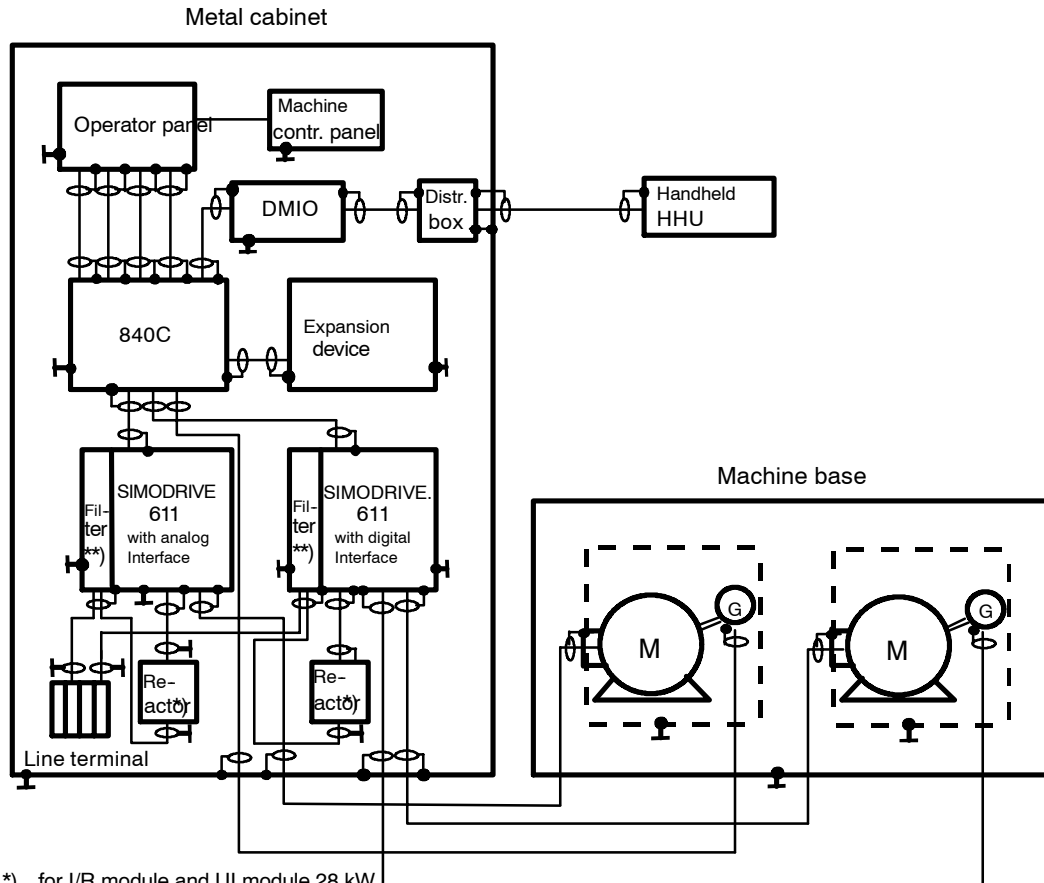 Metal cabinet
Operator panel
Machine
contr. panel
DMIO
Distr.
box
Handheld
HHU
840C
Expansion
device
Fil-
ter
**)
SIMODRIVE
611
with analog
Interface
Fil-
ter
**)
SIMODRIVE.
611
with digital
Interface
Machine base
M
G
M
G
Re-
actor*)
Re-
actor*)
Line terminal
*) for I/R module and UI module 28 kW